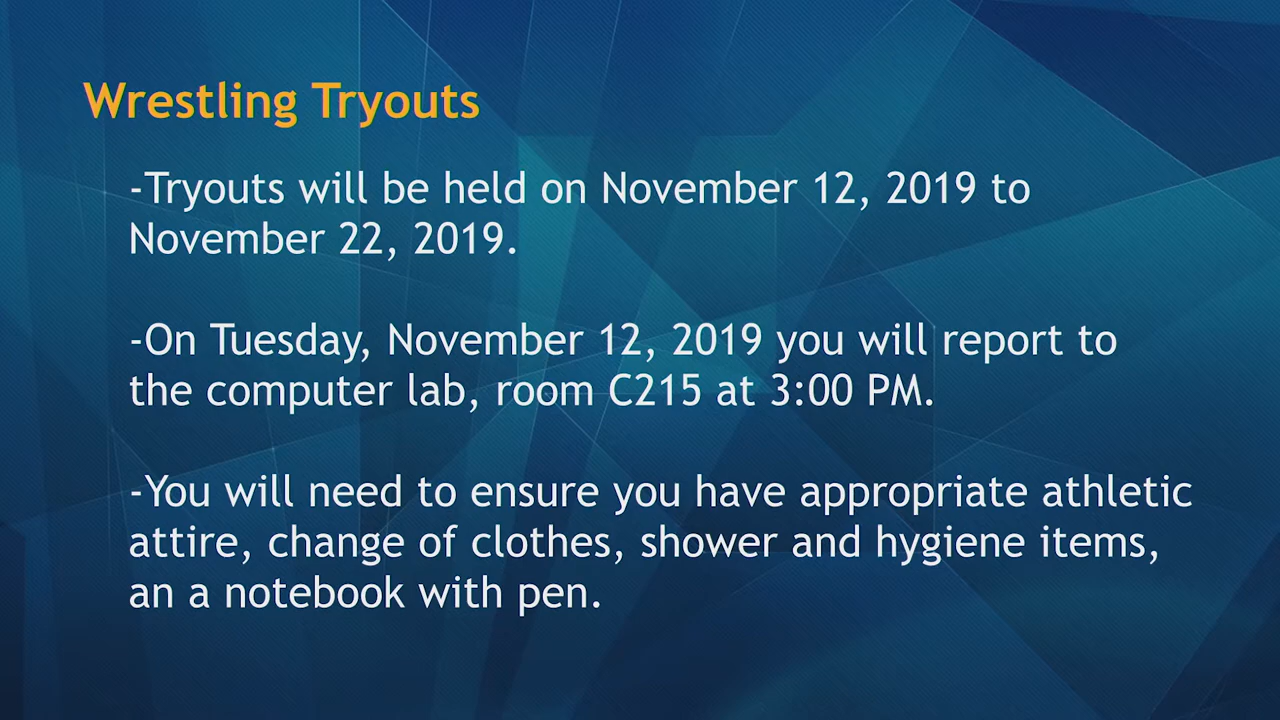 Wrestling Tryouts
-Tryouts will be held on November 12, 2019 to
November 22, 2019.
-On Tuesday, November 12, 2019 you will report to
the computer lab, room C215 at 3:00 PM.
-You will need to ensure you have appropriate athletic
attire, change of clothes, shower and hygiene items,
an a notebook with pen.